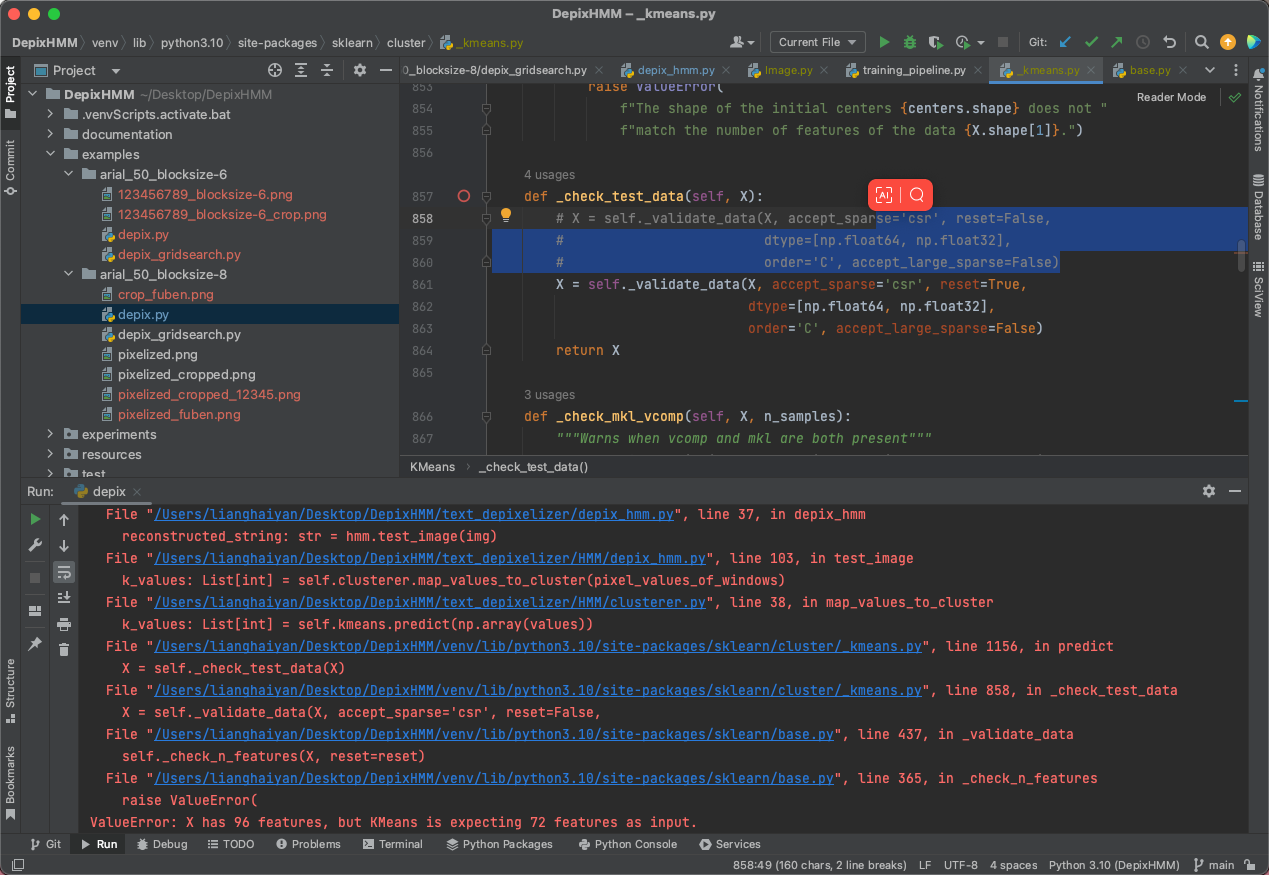 DepixHMM – _kmeans.py
DepixHMM venv lib python3.10 site-packages sklearn cluster _kmeans.py
Current File
Git:
Project
0_blocksize-8/depix_gridsearch.py
depix_hmm.py
Image.py
training_pipeline.py
_kmeans.py
base.py
Project
Commit
Structure
Bookmarks
Notifications
Database
SciView
DepixHMM ~/Desktop/DepixHMM
.venvScripts.activate.bat
documentation
examples
arial_50_blocksize-6
123456789_blocksize-6.png
123456789_blocksize-6_crop.png
depix.py
depix_gridsearch.py
arial_50_blocksize-8
crop_fuben.png
depix.py
depix_gridsearch.py
pixelized.png
pixelized_cropped.png
pixelized_cropped_12345.png
pixelized_fuben.png
experiments
resources
test
Reader Mode
853 raise ValueError(
854 f"The shape of the initial centers {centers.shape} does not "
855 f"match the number of features of the data {X.shape[1]}.")
856
4 usages
857 def _check_test_data(self, X):
858 # X = self._validate_data(X, accept_sparse='csr', reset=False,
859 # dtype=[np.float64, np.float32],
860 # order='C', accept_large_sparse=False)
861 X = self._validate_data(X, accept_sparse='csr', reset=True,
862 dtype=[np.float64, np.float32],
863 order='C', accept_large_sparse=False)
864 return X
865
3 usages
866 def _check_mkl_vcomp(self, X, n_samples):
867 """Warns when vcomp and mkl are both present"""
KMeans _check_test_data()
Run: depix
File "/Users/lianghaiyan/Desktop/DepixHMM/text_depixelizer/depix_hmm.py", line 37, in depix_hmm
reconstructed_string: str = hmm.test_image(img)
File "/Users/lianghaiyan/Desktop/DepixHMM/text_depixelizer/HMM/depix_hmm.py", line 103, in test_image
k_values: List[int] = self.clusterer.map_values_to_cluster(pixel_values_of_windows)
File "/Users/lianghaiyan/Desktop/DepixHMM/text_depixelizer/HMM/clusterer.py", line 38, in map_values_to_cluster
k_values: List[int] = self.kmeans.predict(np.array(values))
File "/Users/lianghaiyan/Desktop/DepixHMM/venv/lib/python3.10/site-packages/sklearn/cluster/_kmeans.py", line 1156, in predict
X = self._check_test_data(X)
File "/Users/lianghaiyan/Desktop/DepixHMM/venv/lib/python3.10/site-packages/sklearn/cluster/_kmeans.py", line 858, in _check_test_data
X = self._validate_data(X, accept_sparse='csr', reset=False,
File "/Users/lianghaiyan/Desktop/DepixHMM/venv/lib/python3.10/site-packages/sklearn/base.py", line 437, in _validate_data
self._check_n_features(X, reset=reset)
File "/Users/lianghaiyan/Desktop/DepixHMM/venv/lib/python3.10/site-packages/sklearn/base.py", line 365, in _check_n_features
raise ValueError(
ValueError: X has 96 features, but KMeans is expecting 72 features as input.
Git Run Debug TODO Problems Terminal Python Packages Python Console Services
858:49 (160 chars, 2 line breaks) LF UTF-8 4 spaces Python 3.10 (DepixHMM) main